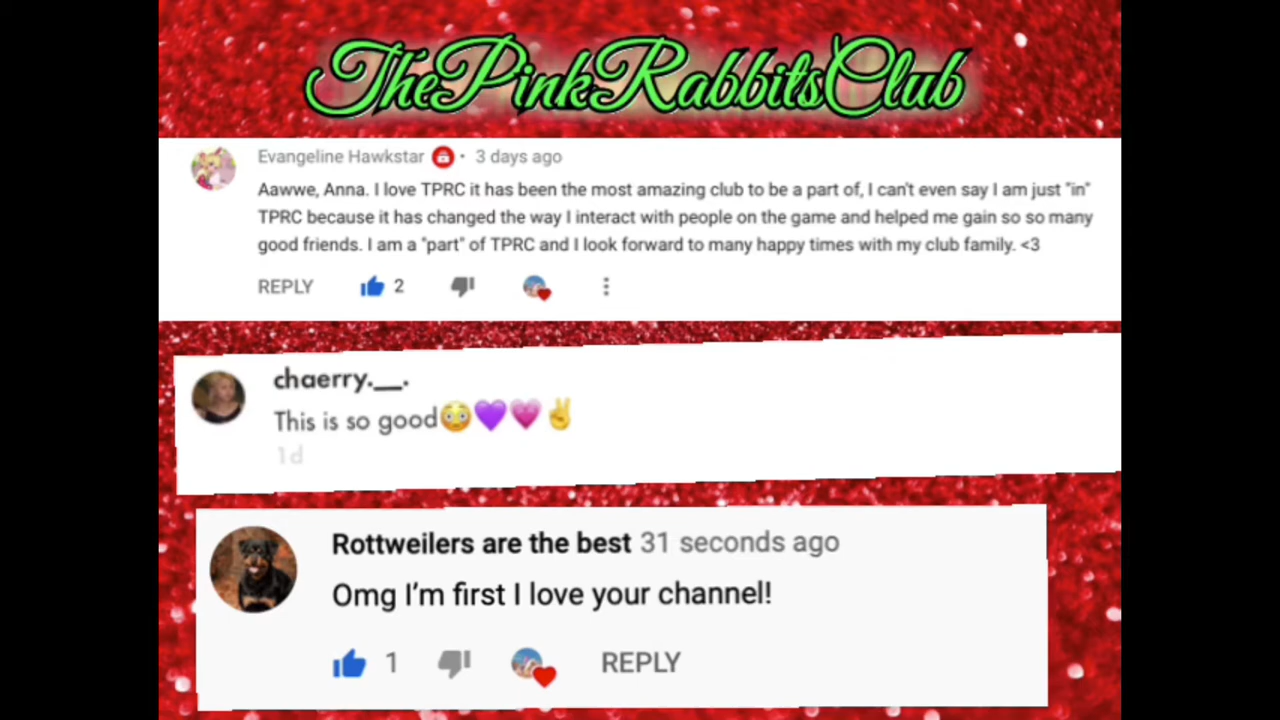 ThePinkRabbitsClub
Evangeline Hawkstar • 3 days ago
Aawwe, Anna. I love TPRC it has been the most amazing club to be a part of, I can't even say I am just "in"
TPRC because it has changed the way I interact with people on the game and helped me gain so so many
good friends. I am a "part" of TPRC and I look forward to many happy times with my club family. <3
REPLY 2
chaerry.__.
This is so good😳💜💗✌️
1d
Rottweilers are the best 31 seconds ago
Omg I’m first I love your channel!
1 REPLY